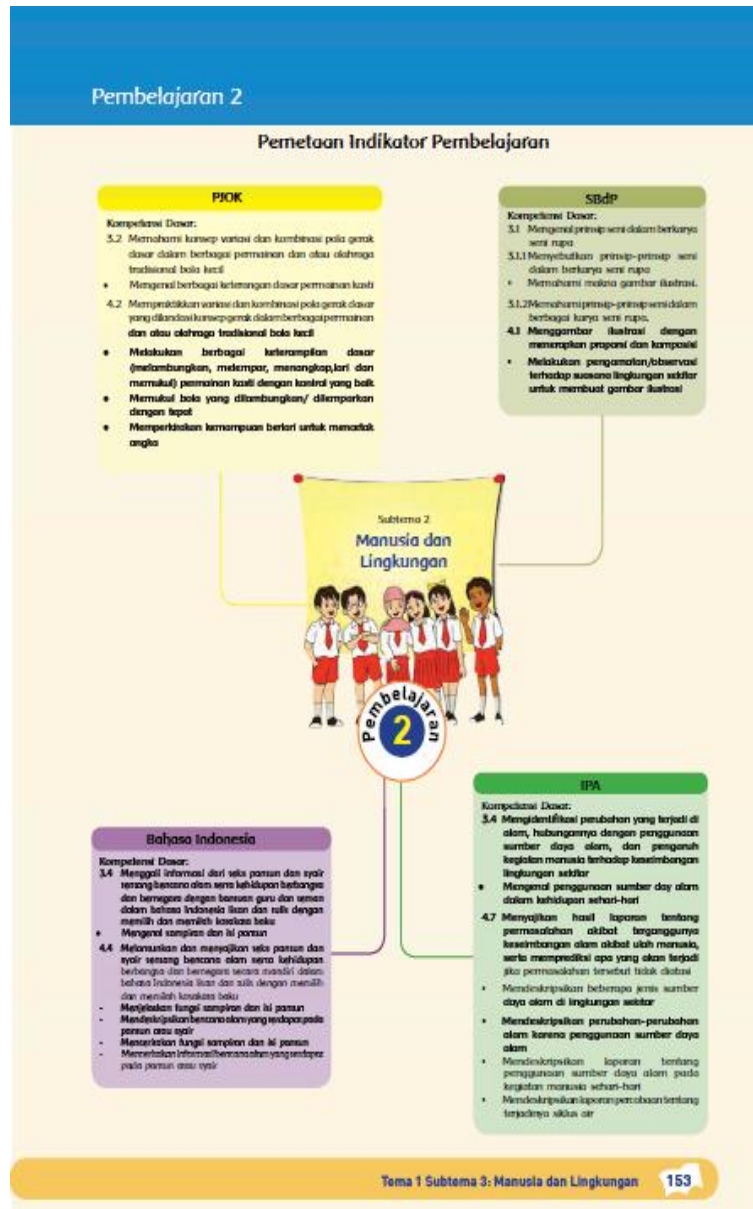 Pembelajaran 2
Pemetaan Indikator Pembelajaran
PJOK
Kompetensi Dasar:
3.2 Memahami konsep variasi dan kombinasi pola gerak
dasar dalam berbagai permainan dan atau olahraga
tradisional bola kecil
• Mengenal berbagai keterangan dasar permainan kasti
4.2 Mempraktikkan variasi dan kombinasi pola gerak dasar
yang dilandasi konsep gerak dalam berbagai permainan
dan atau olahraga tradisional bola kecil
• Melakukan berbagai keterampilan dasar
(melambungkan, melempar, menangkap,lari dan
memukul) permainan kasti dengan kontrol yang baik
• Memukul bola yang dilambungkan/ dilemparkan
dengan tepat
• Memperkirakan kemampuan berlari untuk mencetak
angka
SBdP
Kompetensi Dasar:
3.1 Mengenal prinsip seni dalam berkarya
seni rupa
3.1.1 Menyebutkan prinsip-prinsip seni
dalam berkarya seni rupa
• Memahami makna gambar ilustrasi.
3.1.2Memahami prinsip-prinsip seni dalam
berbagai karya seni rupa.
4.1 Menggambar ilustrasi dengan
menerapkan proporsi dan komposisi
• Melakukan pengamatan/observasi
terhadap suasana lingkungan sekitar
untuk membuat gambar ilustrasi
Subtema 2
Manusia dan
Lingkungan
Pembelajaran
2
Bahasa Indonesia
Kompetensi Dasar:
3.4 Menggali informasi dari teks pantun dan syair
tentang bencana alam serta kehidupan berbangsa
dan bernegara dengan bantuan guru dan teman
dalam bahasa Indonesia lisan dan tulis dengan
memilih dan memilah kosakata baku
• Mengenal sampiran dan isi pantun
4.4 Melantunkan dan menyajikan teks pantun dan
syair tentang bencana alam serta kehidupan
berbangsa dan bernegara secara mandiri dalam
bahasa Indonesia lisan dan tulis dengan memilih
dan memilah kosakata baku
- Menjelaskan fungsi sampiran dan isi pantun
- Mendeskripsikan bencana alam yang terdapat pada
pantun atau syair
- Menceritakan fungsi sampiran dan isi pantun
- Menceritakan informasi bencana alam yang terdapat
pada pantun atau syair
IPA
Kompetensi Dasar:
3.4 Mengidentifikasi perubahan yang terjadi di
alam, hubungannya dengan penggunaan
sumber daya alam, dan pengaruh
kegiatan manusia terhadap keseimbangan
lingkungan sekitar
• Mengenal penggunaan sumber day alam
dalam kehidupan sehari-hari
4.7 Menyajikan hasil laporan tentang
permasalahan akibat terganggunya
keseimbangan alam akibat ulah manusia,
serta memprediksi apa yang akan terjadi
jika permasalahan tersebut tidak diatasi
• Mendeskripsikan beberapa jenis sumber
daya alam di lingkungan sekitar
• Mendeskripsikan perubahan-perubahan
alam karena penggunaan sumber daya
alam
• Mendeskripsikan laporan tentang
penggunaan sumber daya alam pada
kegiatan manusia sehari-hari
• Mendeskripsikan laporan percobaan tentang
terjadinya siklus air
Tema 1 Subtema 3: Manusia dan Lingkungan 153